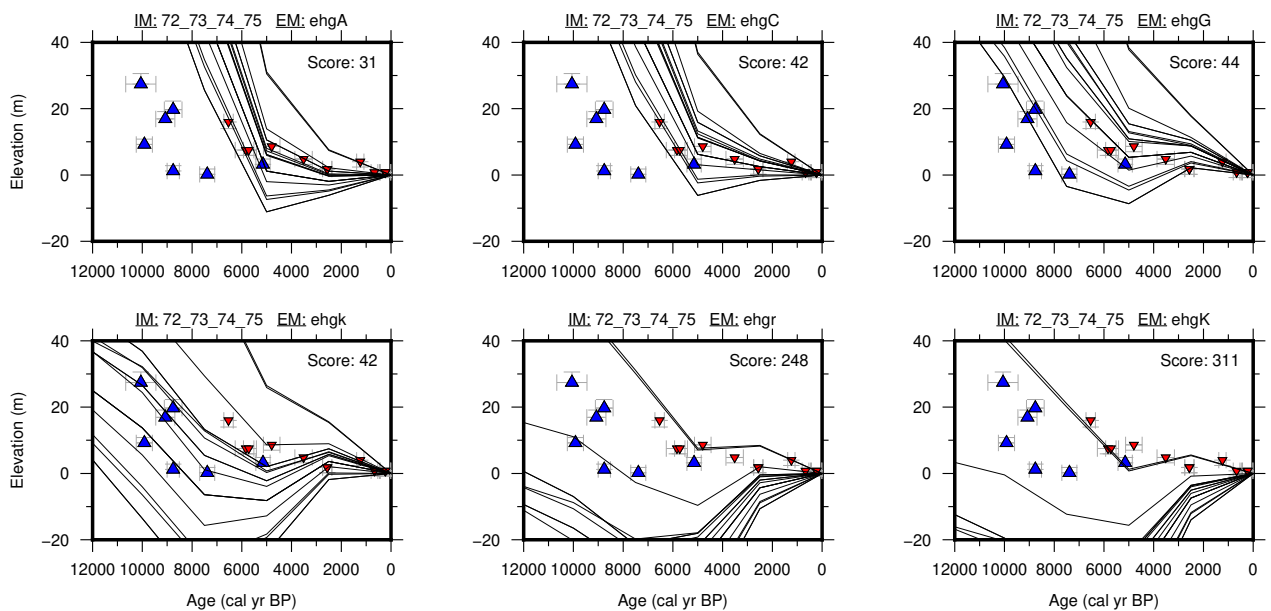 IM: 72_73_74_75 EM: ehgA
IM: 72_73_74_75 EM: ehgC
IM: 72_73_74_75 EM: ehgG
40
20
0
−20
Elevation (m)
Score: 31
12000 10000 8000 6000 4000 2000 0
40
20
0
−20
Score: 42
12000 10000 8000 6000 4000 2000 0
40
20
0
−20
Score: 44
12000 10000 8000 6000 4000 2000 0
IM: 72_73_74_75 EM: ehgk
IM: 72_73_74_75 EM: ehgr
IM: 72_73_74_75 EM: ehgK
40
20
0
−20
Elevation (m)
Score: 42
12000 10000 8000 6000 4000 2000 0
Age (cal yr BP)
40
20
0
−20
Score: 248
12000 10000 8000 6000 4000 2000 0
Age (cal yr BP)
40
20
0
−20
Score: 311
12000 10000 8000 6000 4000 2000 0
Age (cal yr BP)